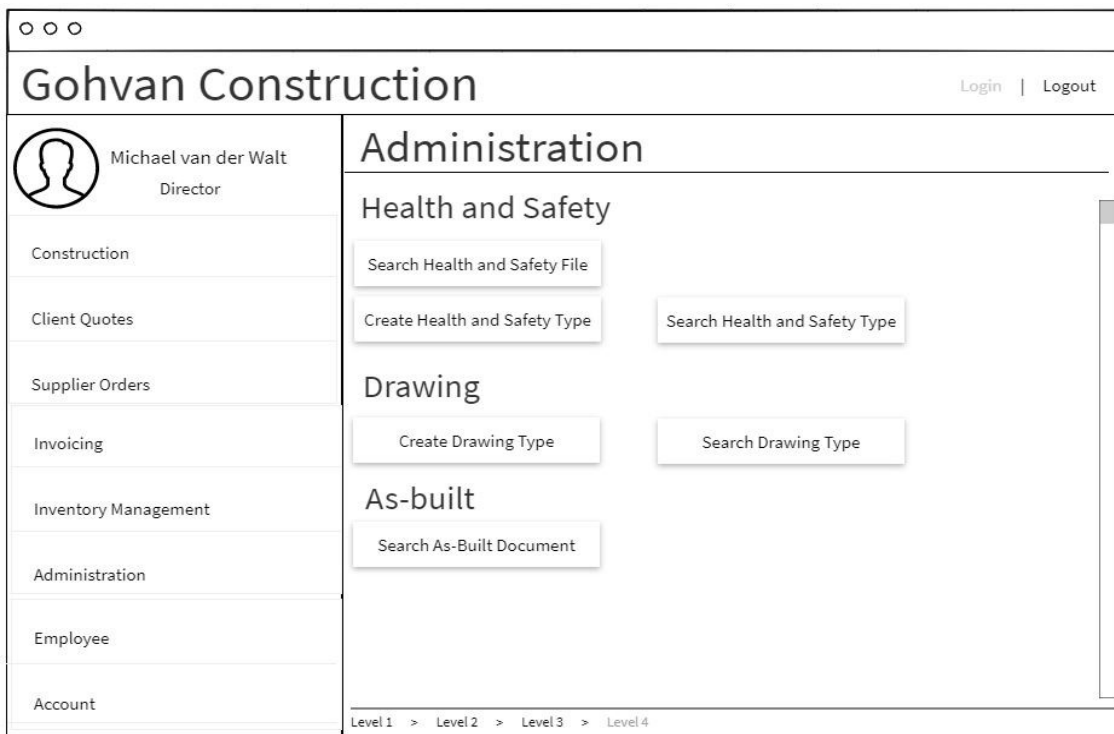 Gohvan Construction
Login | Logout
Michael van der Walt
Director
Construction
Client Quotes
Supplier Orders
Invoicing
Inventory Management
Administration
Employee
Account
Administration
Health and Safety
Search Health and Safety File
Create Health and Safety Type
Search Health and Safety Type
Drawing
Create Drawing Type
Search Drawing Type
As-built
Search As-Built Document
Level 1 > Level 2 > Level 3 > Level 4